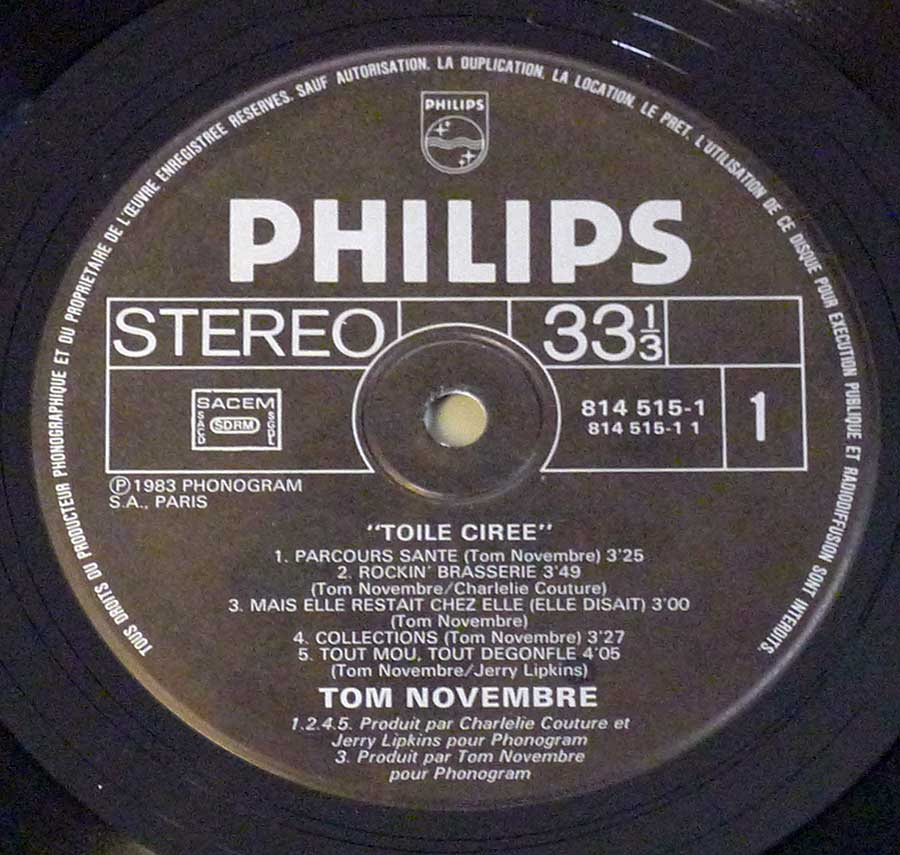 TOUS DROITS DU PRODUCTEUR PHONOGRAPHIQUE ET DU PROPRIETAIRE DE L'ŒUVRE ENREGISTREE RESERVES. SAUF AUTORISATION, LA DUPLICATION, LA LOCATION, LE PRET, L'UTILISATION DE CE DISQUE POUR EXECUTION PUBLIQUE ET RADIODIFFUSION SONT INTERDITS.
PHILIPS
PHILIPS
STEREO
33 1/3
SACEM
SACD
SDRM
SGDL
814 515-1
814 515-1 1
1
Ⓟ 1983 PHONOGRAM
S.A., PARIS
"TOILE CIREE"
1. PARCOURS SANTE (Tom Novembre) 3'25
2. ROCKIN' BRASSERIE 3'49
(Tom Novembre/Charlelie Couture)
3. MAIS ELLE RESTAIT CHEZ ELLE (ELLE DISAIT) 3'00
(Tom Novembre)
4. COLLECTIONS (Tom Novembre) 3'27
5. TOUT MOU, TOUT DEGONFLE 4'05
(Tom Novembre/Jerry Lipkins)
TOM NOVEMBRE
1.2.4.5. Produit par Charlelie Couture et
Jerry Lipkins pour Phonogram
3. Produit par Tom Novembre
pour Phonogram